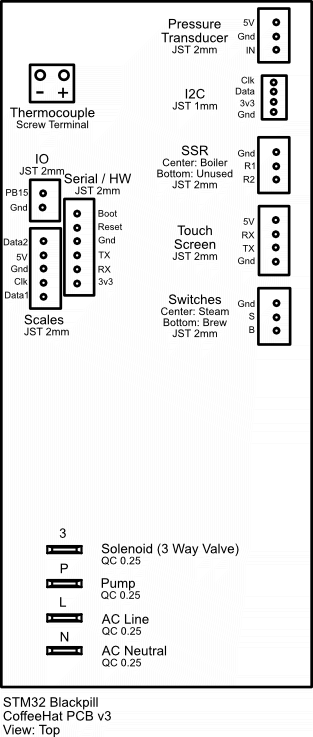 Pressure
Transducer
JST 2mm
5V
Gnd
IN
I2C
JST 1mm
Clk
Data
3v3
Gnd
- +
Thermocouple
Screw Terminal
SSR
Center: Boiler
Bottom: Unused
JST 2mm
Gnd
R1
R2
IO
JST 2mm
PB15
Gnd
Serial / HW
JST 2mm
Boot
Reset
Gnd
TX
RX
3v3
Touch
Screen
JST 2mm
5V
RX
TX
Gnd
Data2
5V
Gnd
Clk
Data1
Scales
JST 2mm
Switches
Center: Steam
Bottom: Brew
JST 2mm
Gnd
S
B
3
Solenoid (3 Way Valve)
QC 0.25
P
Pump
QC 0.25
L
AC Line
QC 0.25
N
AC Neutral
QC 0.25
STM32 Blackpill
CoffeeHat PCB v3
View: Top